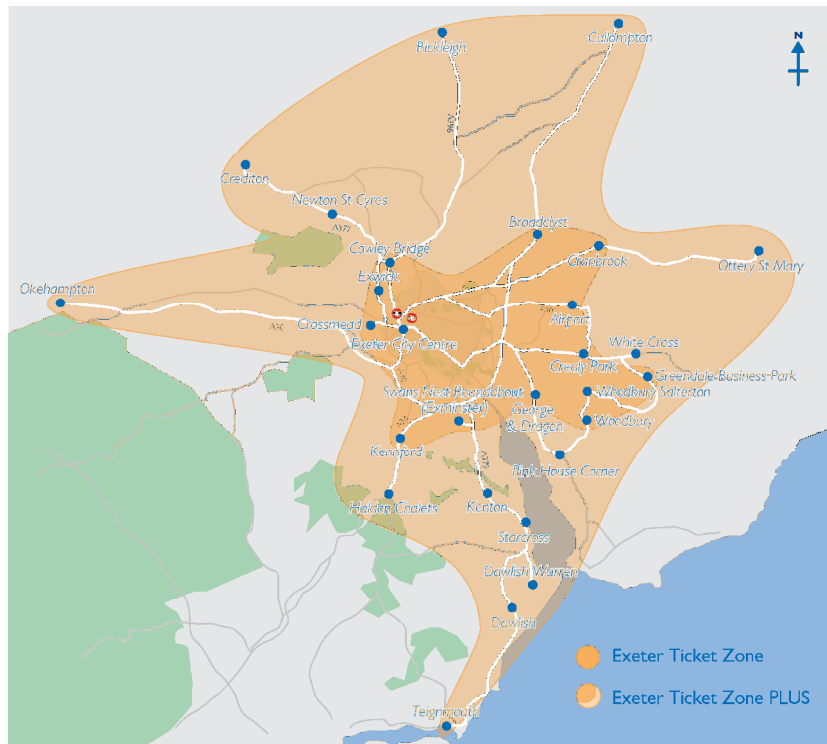 Cullompton
Bickleigh
N
A396
Crediton
Newton St Cyres
A377
Broadclyst
Cowley Bridge
Cranbrook
Ottery St Mary
Exwick
Okehampton
Airport
A30
Crossmead
Exeter City Centre
White Cross
Crealy Park
Greendale Business Park
Swans Nest Roundabout
(Exminster)
George
& Dragon
Woodbury Salterton
Woodbury
Kennford
A379
Pink House Corner
Haldon Chalets
Kenton
Starcross
Dawlish Warren
Dawlish
Exeter Ticket Zone
Exeter Ticket Zone PLUS
Teignmouth